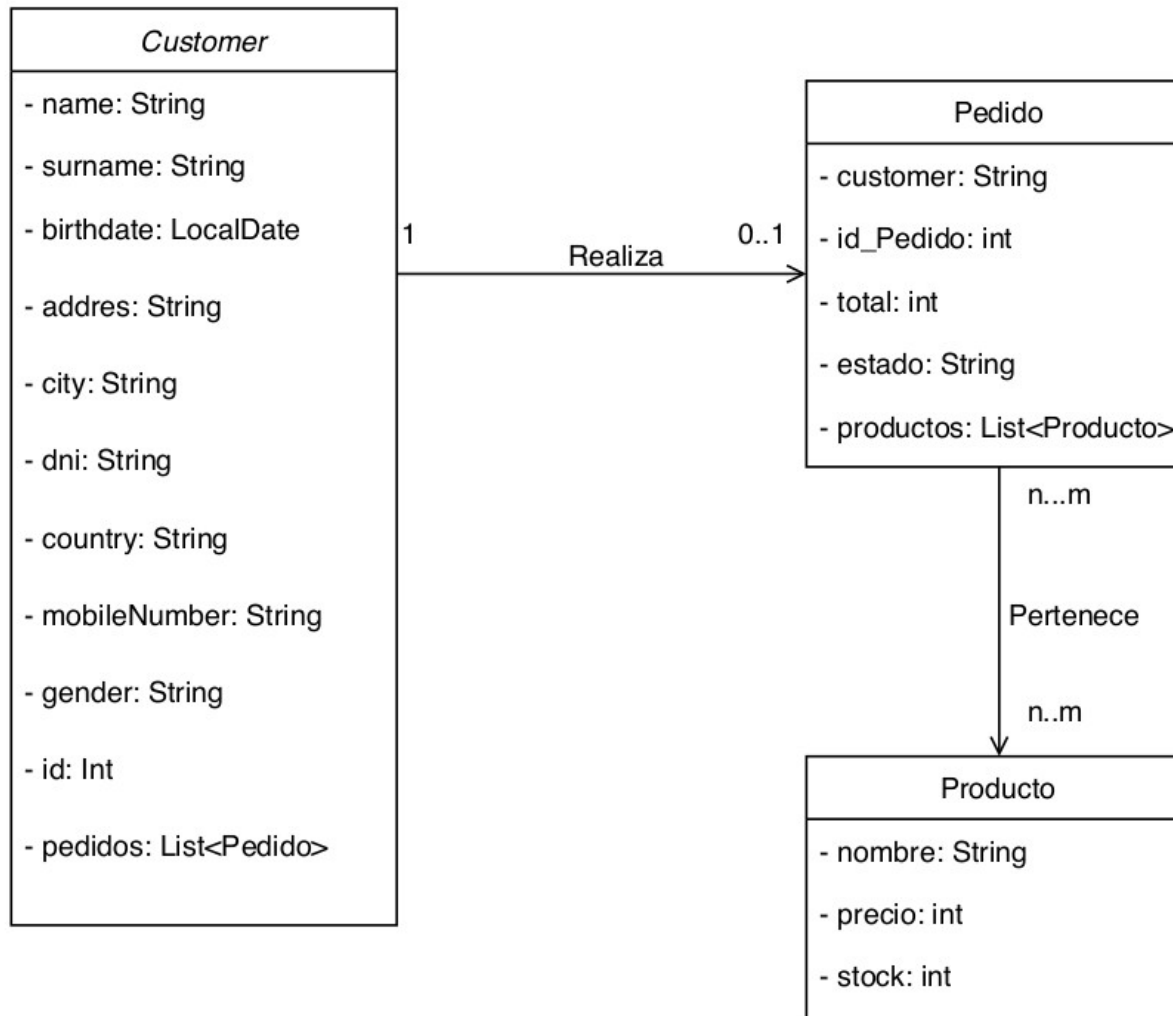 Customer
- name: String
- surname: String
- birthdate: LocalDate
- addres: String
- city: String
- dni: String
- country: String
- mobileNumber: String
- gender: String
- id: Int
- pedidos: List<Pedido>
1
Realiza
0..1
Pedido
- customer: String
- id_Pedido: int
- total: int
- estado: String
- productos: List<Producto>
n...m
Pertenece
n..m
Producto
- nombre: String
- precio: int
- stock: int